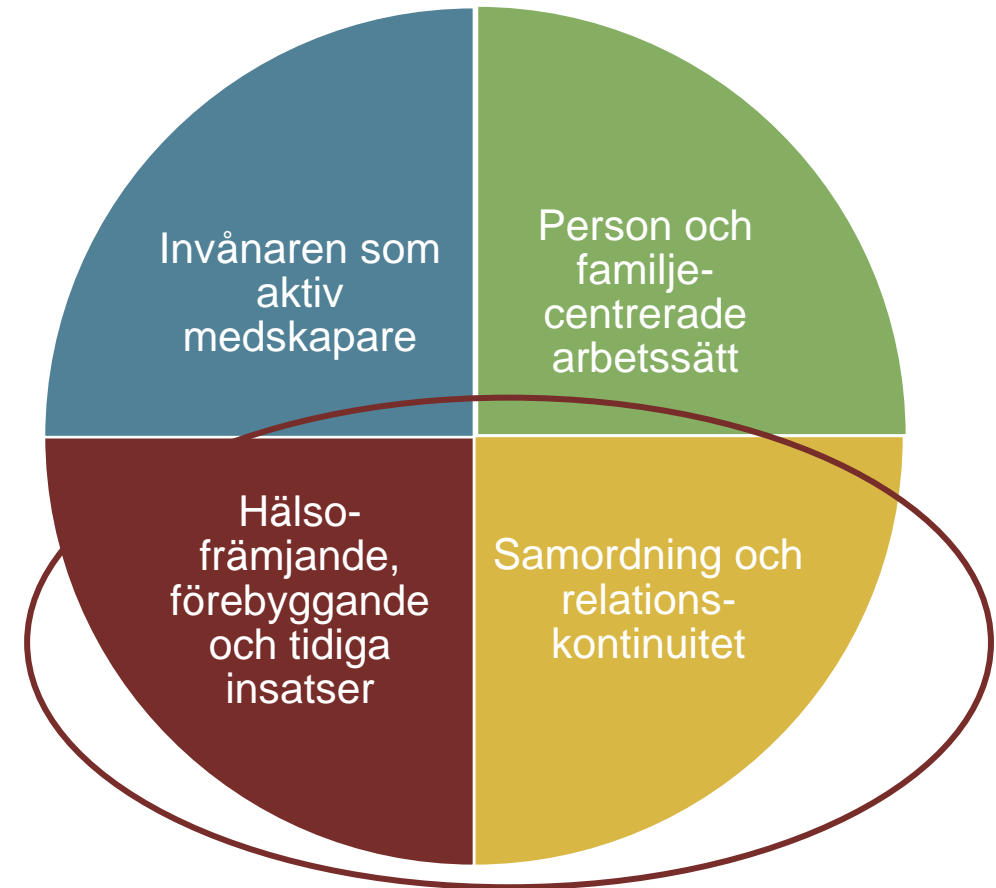 Invånaren som
aktiv
medskapare
Person och
familje-
centrerade
arbetssätt
Hälso-
främjande,
förebyggande
och tidiga
insatser
Samordning och
relations-
kontinuitet